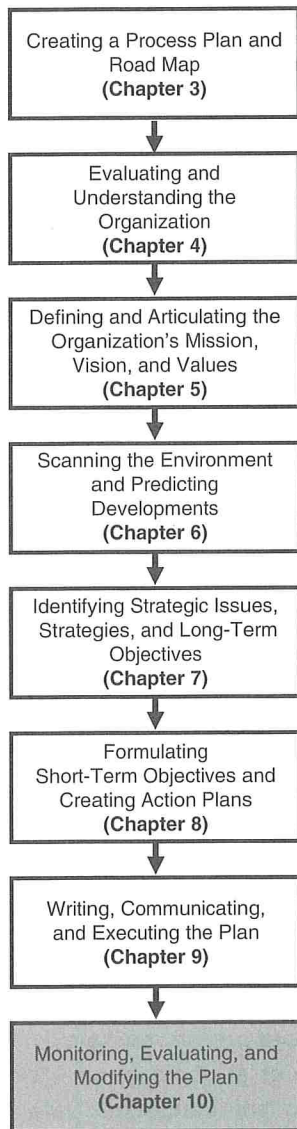 Creating a Process Plan and
Road Map
(Chapter 3)
Evaluating and
Understanding the
Organization
(Chapter 4)
Defining and Articulating the
Organization's Mission,
Vision, and Values
(Chapter 5)
Scanning the Environment
and Predicting
Developments
(Chapter 6)
Identifying Strategic Issues,
Strategies, and Long-Term
Objectives
(Chapter 7)
Formulating
Short-Term Objectives and
Creating Action Plans
(Chapter 8)
Writing, Communicating,
and Executing the Plan
(Chapter 9)
Monitoring, Evaluating, and
Modifying the Plan
(Chapter 10)